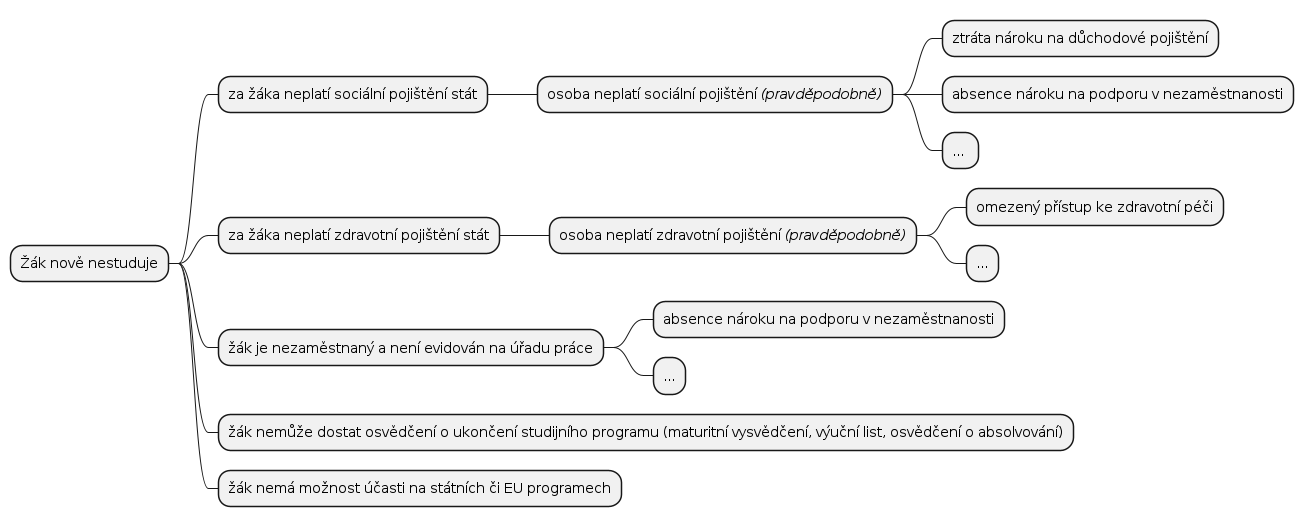 Žák nově nestuduje
za žáka neplatí sociální pojištění stát
osoba neplatí sociální pojištění (pravděpodobně)
ztráta nároku na důchodové pojištění
absence nároku na podporu v nezaměstnanosti
...
za žáka neplatí zdravotní pojištění stát
osoba neplatí zdravotní pojištění (pravděpodobně)
omezený přístup ke zdravotní péči
...
žák je nezaměstnaný a není evidován na úřadu práce
absence nároku na podporu v nezaměstnanosti
...
žák nemůže dostat osvědčení o ukončení studijního programu (maturitní vysvědčení, výuční list, osvědčení o absolvování)
žák nemá možnost účasti na státních či EU programech